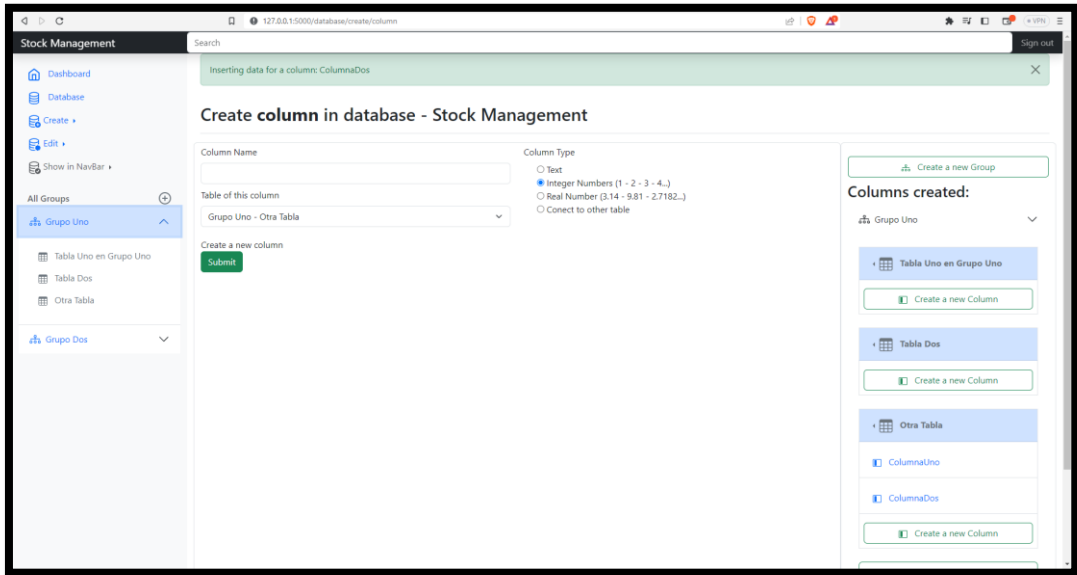 127.0.0.1:5000/database/create/column
VPN
Stock Management
Search
Sign out
Dashboard
Database
Create
Edit
Show in NavBar
All Groups
Grupo Uno
Tabla Uno en Grupo Uno
Tabla Dos
Otra Tabla
Grupo Dos
Inserting data for a column: ColumnaDos
Create column in database - Stock Management
Column Name
Table of this column
Grupo Uno - Otra Tabla
Create a new column
Submit
Column Type
Text
Integer Numbers (1 - 2 - 3 - 4...)
Real Number (3.14 - 9.81 - 2.7182...)
Conect to other table
Create a new Group
Columns created:
Grupo Uno
Tabla Uno en Grupo Uno
Create a new Column
Tabla Dos
Create a new Column
Otra Tabla
ColumnaUno
ColumnaDos
Create a new Column